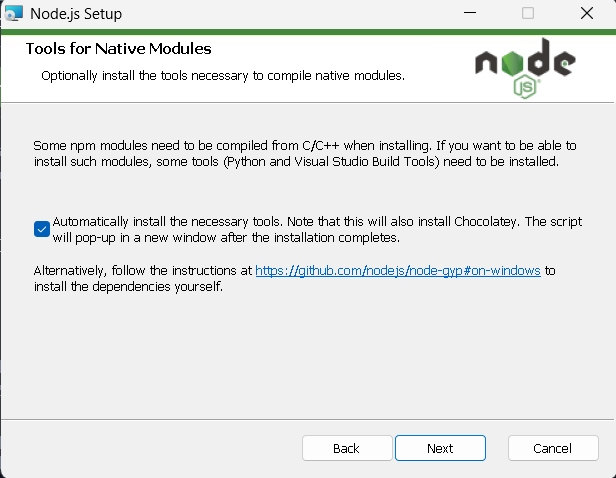 Node.js Setup
Tools for Native Modules
Optionally install the tools necessary to compile native modules.
node
JS
Some npm modules need to be compiled from C/C++ when installing. If you want to be able to
install such modules, some tools (Python and Visual Studio Build Tools) need to be installed.
Automatically install the necessary tools. Note that this will also install Chocolatey. The script
will pop-up in a new window after the installation completes.
Alternatively, follow the instructions at https://github.com/nodejs/node-gyp#on-windows to
install the dependencies yourself.
Back
Next
Cancel